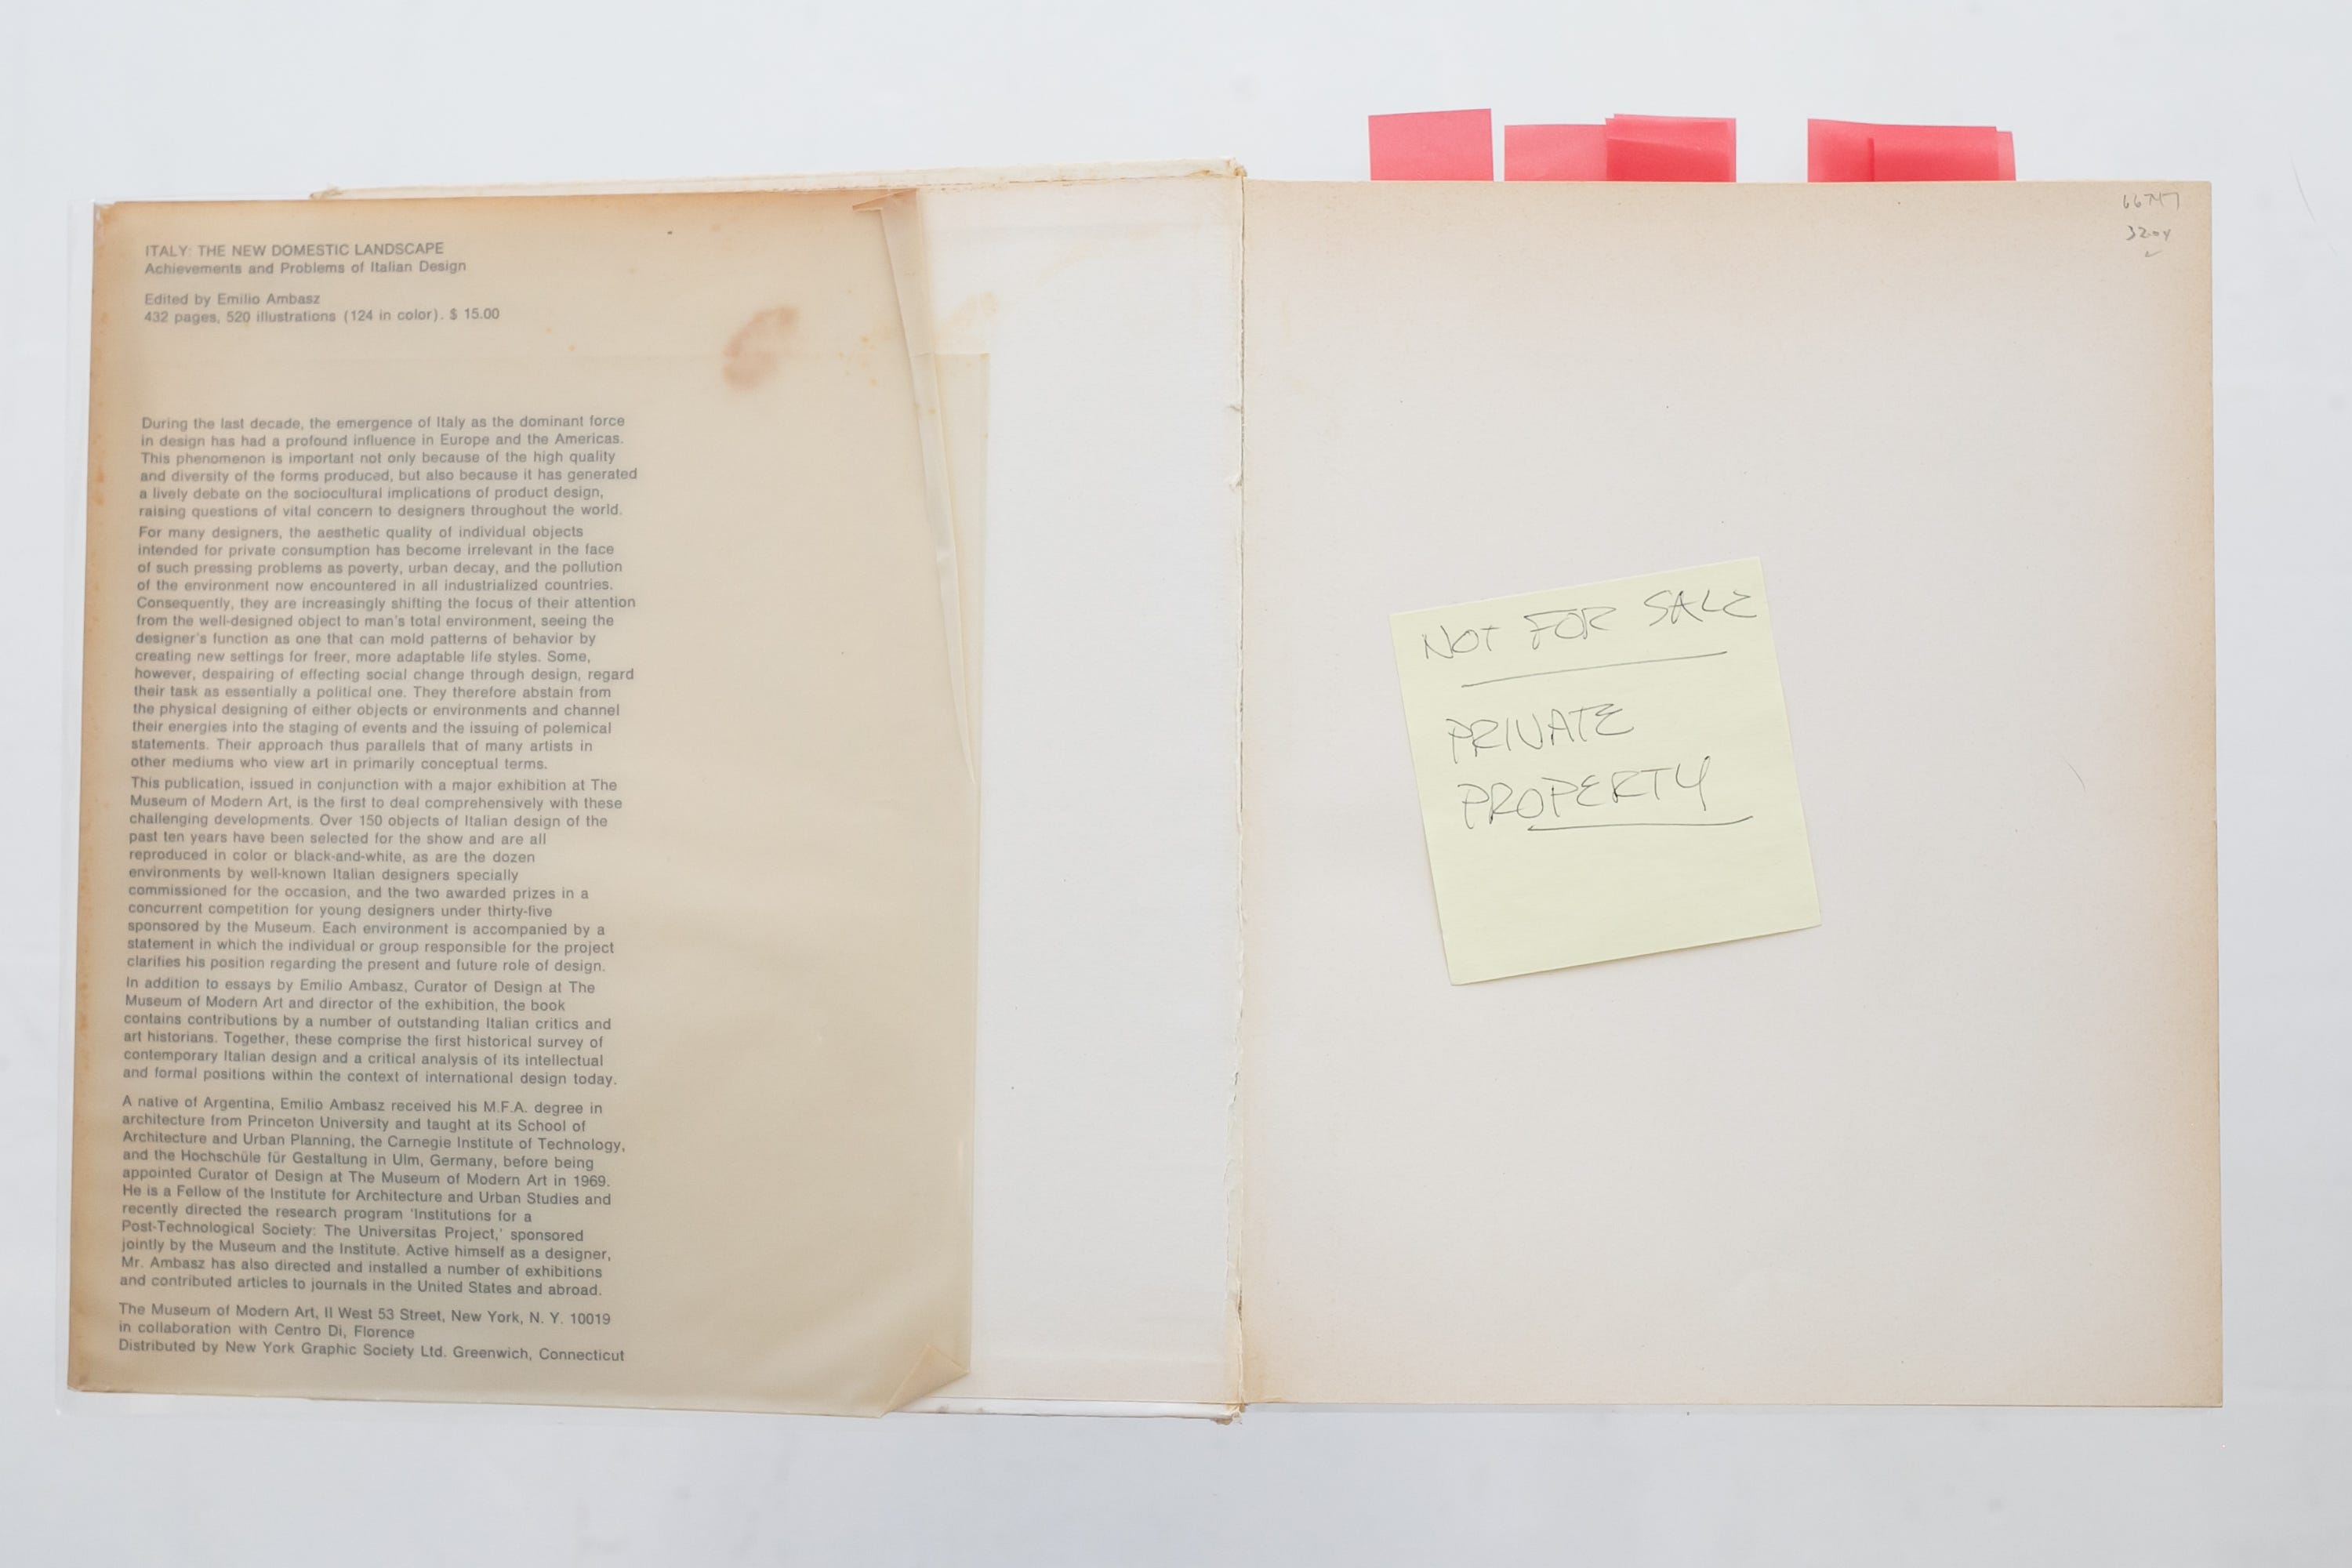 ITALY: THE NEW DOMESTIC LANDSCAPE
Achievements and Problems of Italian Design
Edited by Emilio Ambasz
432 pages, 520 illustrations (124 in color). $ 15.00
During the last decade, the emergence of Italy as the dominant force
in design has had a profound influence in Europe and the Americas.
This phenomenon is important not only because of the high quality
and diversity of the forms produced, but also because it has generated
a lively debate on the sociocultural implications of product design,
raising questions of vital concern to designers throughout the world.
For many designers, the aesthetic quality of individual objects
intended for private consumption has become irrelevant in the face
of such pressing problems as poverty, urban decay, and the pollution
of the environment now encountered in all industrialized countries.
Consequently, they are increasingly shifting the focus of their attention
from the well-designed object to man's total environment, seeing the
designer's function as one that can mold patterns of behavior by
creating new settings for freer, more adaptable life styles. Some,
however, despairing of effecting social change through design, regard
their task as essentially a political one. They therefore abstain from
the physical designing of either objects or environments and channel
their energies into the staging of events and the issuing of polemical
statements. Their approach thus parallels that of many artists in
other mediums who view art in primarily conceptual terms.
This publication, issued in conjunction with a major exhibition at The
Museum of Modern Art, is the first to deal comprehensively with these
challenging developments. Over 150 objects of Italian design of the
past ten years have been selected for the show and are all
reproduced in color or black-and-white, as are the dozen
environments by well-known Italian designers specially
commissioned for the occasion, and the two awarded prizes in a
concurrent competition for young designers under thirty-five
sponsored by the Museum. Each environment is accompanied by a
statement in which the individual or group responsible for the project
clarifies his position regarding the present and future role of design.
In addition to essays by Emilio Ambasz, Curator of Design at The
Museum of Modern Art and director of the exhibition, the book
contains contributions by a number of outstanding Italian critics and
art historians. Together, these comprise the first historical survey of
contemporary Italian design and a critical analysis of its intellectual
and formal positions within the context of international design today.
A native of Argentina, Emilio Ambasz received his M.F.A. degree in
architecture from Princeton University and taught at its School of
Architecture and Urban Planning, the Carnegie Institute of Technology,
and the Hochschüle für Gestaltung in Ulm, Germany, before being
appointed Curator of Design at The Museum of Modern Art in 1969.
He is a Fellow of the Institute for Architecture and Urban Studies and
recently directed the research program 'Institutions for a
Post-Technological Society: The Universitas Project,' sponsored
jointly by the Museum and the Institute. Active himself as a designer,
Mr. Ambasz has also directed and installed a number of exhibitions
and contributed articles to journals in the United States and abroad.
The Museum of Modern Art, II West 53 Street, New York, N. Y. 10019
in collaboration with Centro Di, Florence
Distributed by New York Graphic Society Ltd. Greenwich, Connecticut
NOT FOR SALE
PRIVATE
PROPERTY